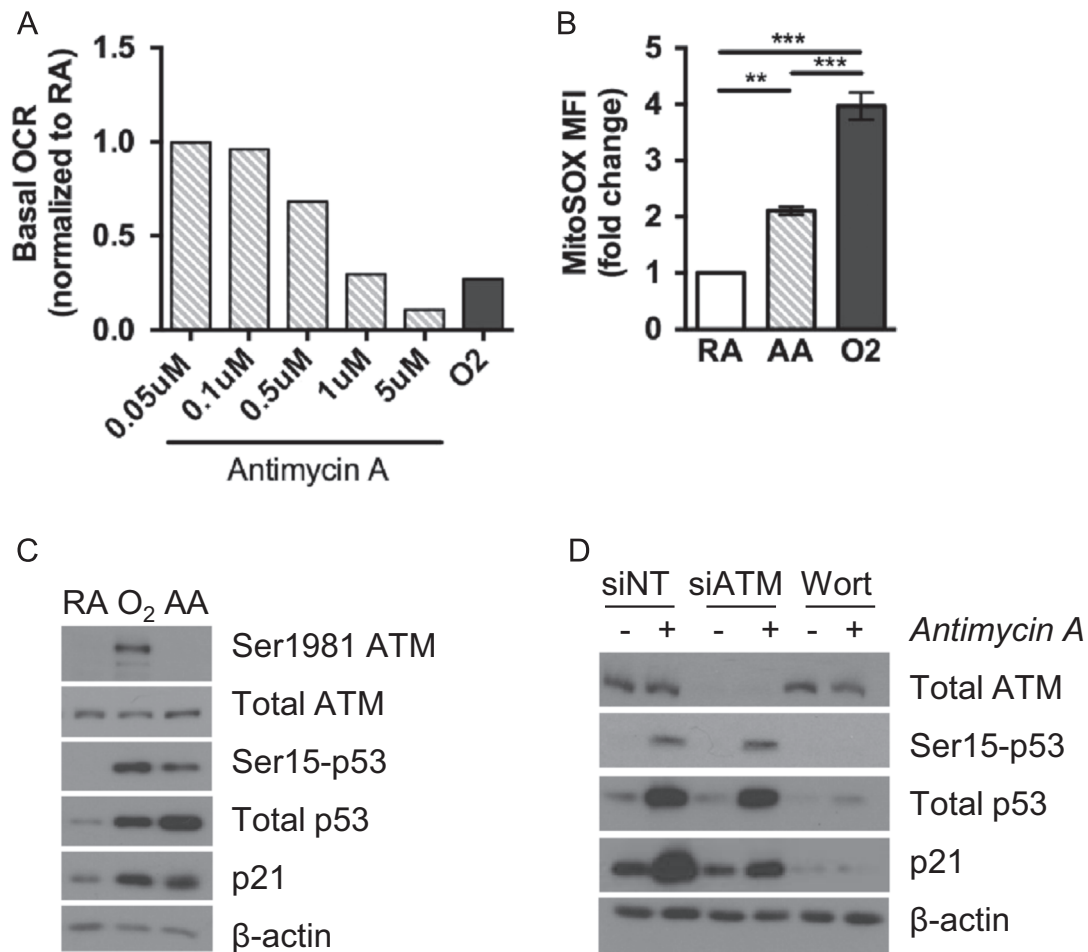 A
Basal OCR
(normalized to RA)
1.5
1.0
0.5
0.0
0.05uM
0.1uM
0.5uM
1uM
5uM
O2
Antimycin A
B
MitoSOX MFI
(fold change)
5
4
3
2
1
0
***
**
***
RA AA O2
C
RA O₂ AA
Ser1981 ATM
Total ATM
Ser15-p53
Total p53
p21
β-actin
D
siNT siATM Wort
- + - + - + Antimycin A
Total ATM
Ser15-p53
Total p53
p21
β-actin